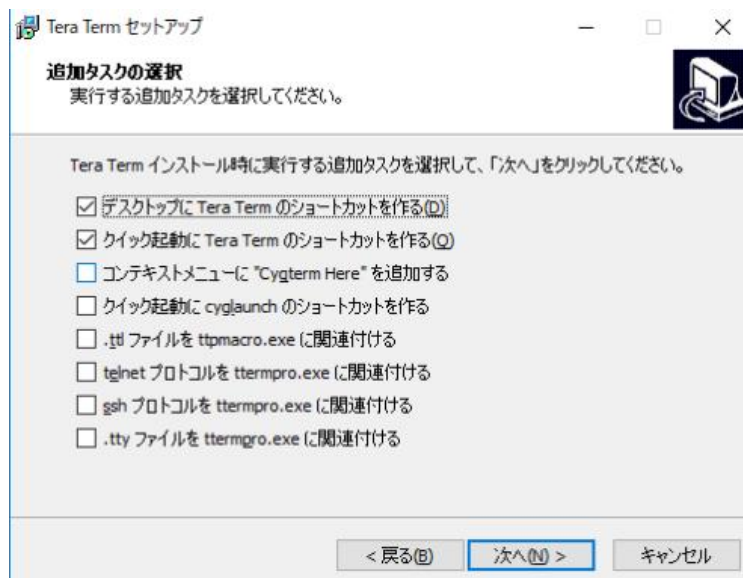 Tera Term セットアップ
追加タスクの選択
実行する追加タスクを選択してください。
Tera Term インストール時に実行する追加タスクを選択して、「次へ」をクリックしてください。
デスクトップに Tera Term のショートカットを作る(D)
クイック起動に Tera Term のショートカットを作る(Q)
コンテキストメニューに "Cygterm Here" を追加する
クイック起動に cyglaunch のショートカットを作る
.ttl ファイルを ttpmacro.exe に関連付ける
telnet プロトコルを ttermpro.exe に関連付ける
ssh プロトコルを ttermpro.exe に関連付ける
.tty ファイルを ttermpro.exe に関連付ける
< 戻る(B)
次へ(N) >
キャンセル